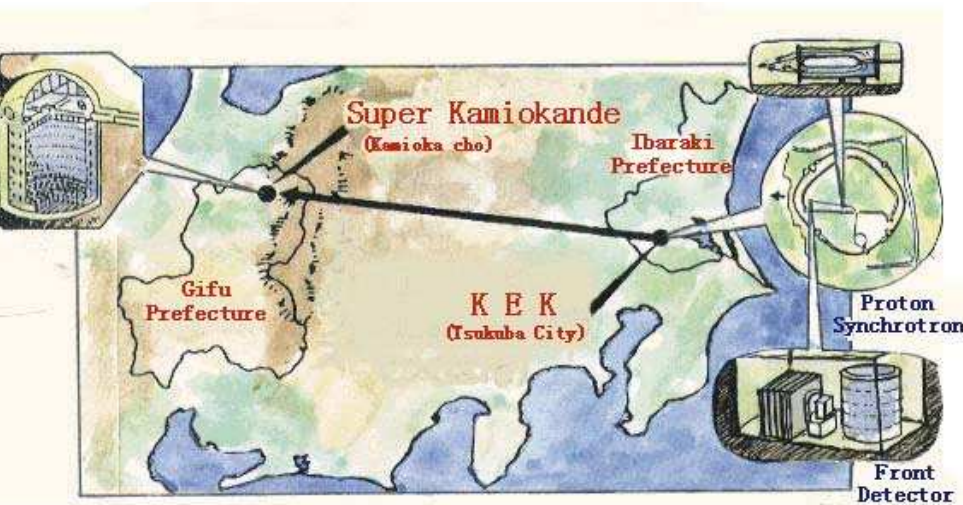 Super Kamiokande
(Kamioka cho)
Ibaraki
Prefecture
Gifu
Prefecture
K E K
(Tsukuba City)
Proton
Synchrotron
Front
Detector